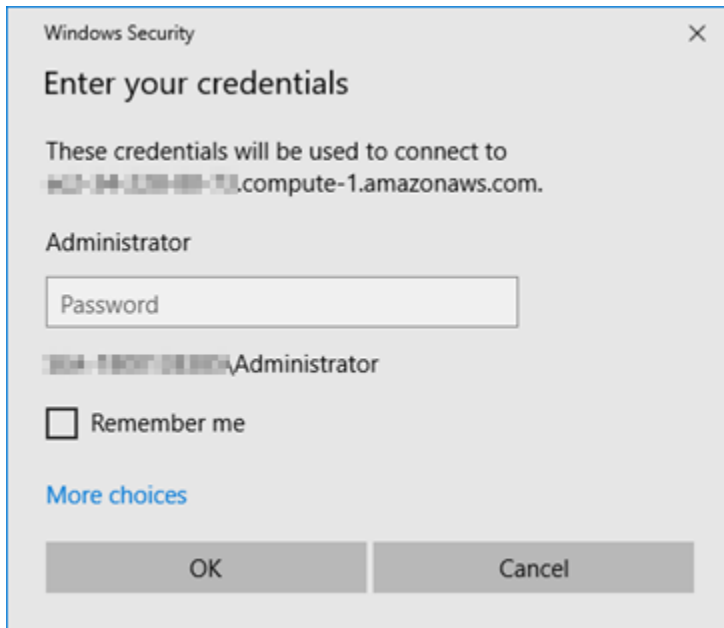 Windows Security
Enter your credentials
These credentials will be used to connect to
.compute-1.amazonaws.com.
Administrator
Password
\Administrator
Remember me
More choices
OK
Cancel